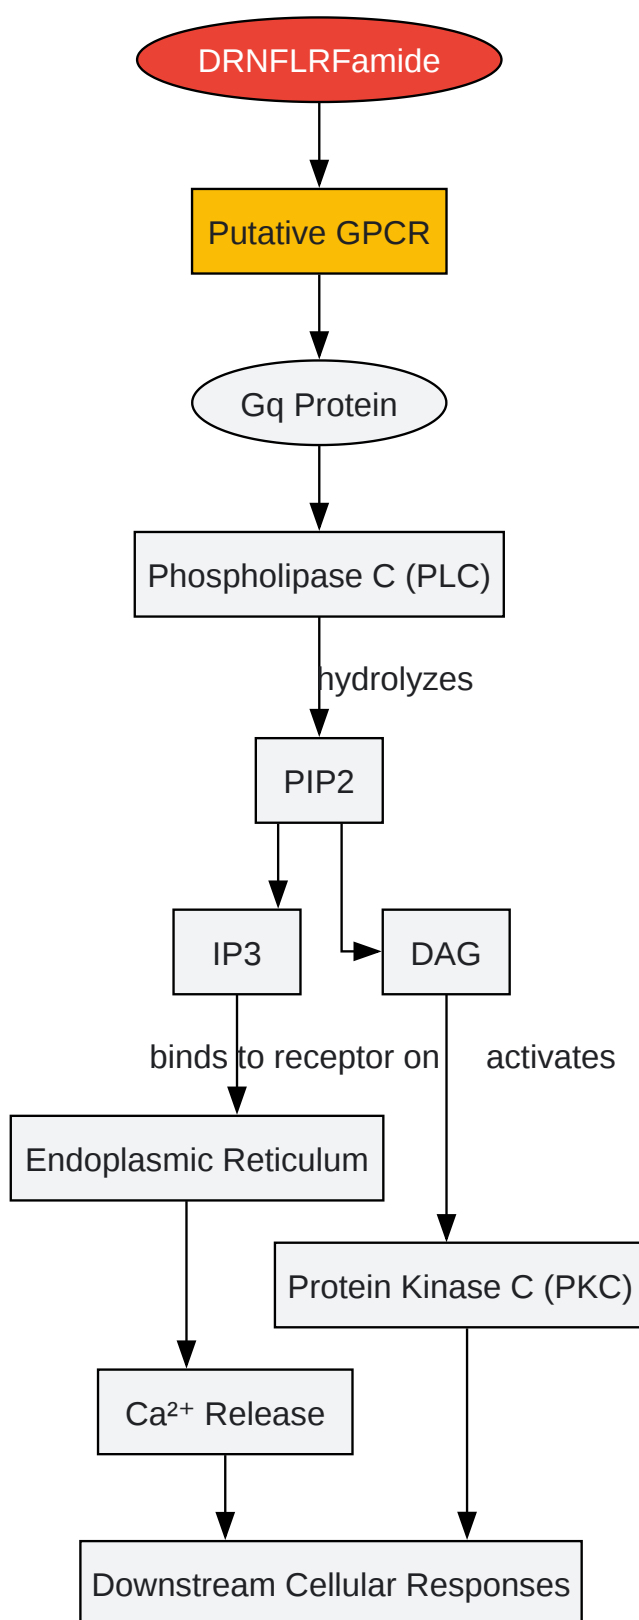 DRNFLRFamide
Putative GPCR
Gq Protein
Phospholipase C (PLC)
hydrolyzes
PIP2
IP3
DAG
binds to receptor on
activates
Endoplasmic Reticulum
Protein Kinase C (PKC)
Ca²⁺ Release
Downstream Cellular Responses